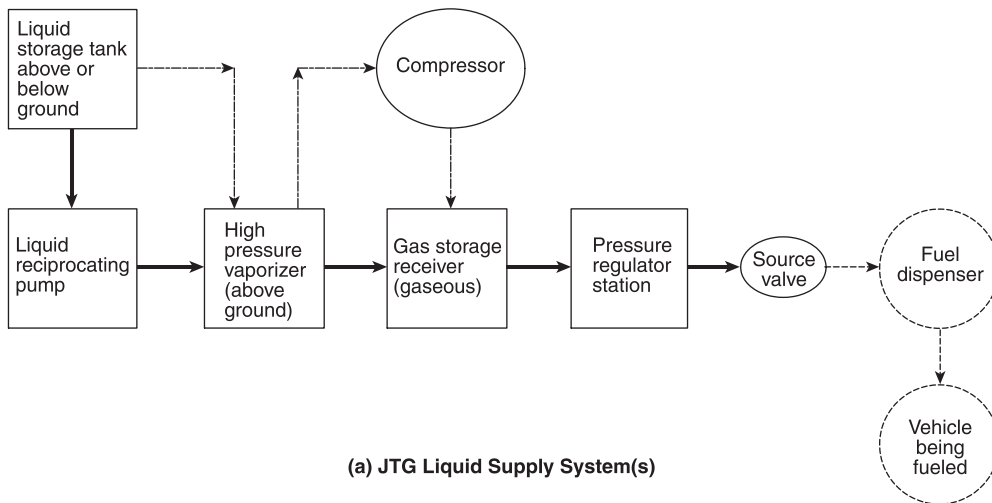 Liquid
storage tank
above or
below
ground
Compressor
Liquid
reciprocating
pump
High
pressure
vaporizer
(above
ground)
Gas storage
receiver
(gaseous)
Pressure
regulator
station
Source
valve
Fuel
dispenser
Vehicle
being
fueled
(a) JTG Liquid Supply System(s)